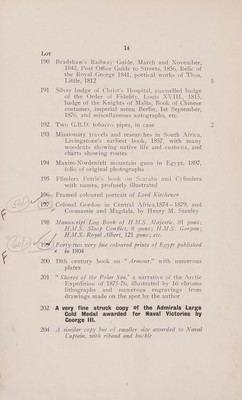 14
Lot
190 Bradshaw's Railway Guide, March and November,
1843, Post Office Guide to Streets, 1856, Relic of
the Royal George 1841, poetical works of Thos.
Little, 1812 5
191 Silver badge of Christ's Hospital, enamelled badge
of the Order of Fidelity, Louis XVIII, 1815,
badge of the Knights of Malta, Book of Chinese
costumes, imperial menu Berlin, 1st September,
1876, and miscellaneous autographs, etc.
192 Two G.B.D. tobacco pipes, in case 2
193 Missionary travels and researches in South Africa,
Livingstone's earliest book, 1857, with many
woodcuts showing native life and customs, and
charts showing route
194 Maxim-Nordenfelt mountain guns in Egypt, 1897,
folio of original photographs
195 Flinders Petrie's book on Scarabs and Cylinders
with names, profusely illustrated
196 Framed coloured portrait of Lord Kitchener
197 Colonel Gordon in Central Africa, 1874—1879, and
Coomassie and Magdala, by Henry M. Stanley
198 Manuscript Log Book of H.M.S. Majestic, 91 guns;
H.M.S. Sloop Conflict, 8 guns; H.M.S. Gorgon;
H.M.S. Royal Albert, 121 guns; etc.
199 Forty-two very fine coloured prints of Egypt published
in 1804
200 18th century book on "Armour," with numerous
plates
201 "Shores of the Polar Sea," a narrative of the Arctic
Expedition of 1875-76, illustrated by 16 chromo
lithographs and numerous engravings from
drawings made on the spot by the author
202 A very fine struck copy of the Admirals Large
Gold Medal awarded for Naval Victories by
George III.
204 A similar copy but of smaller size awarded to Naval
Captain, with riband and buckle